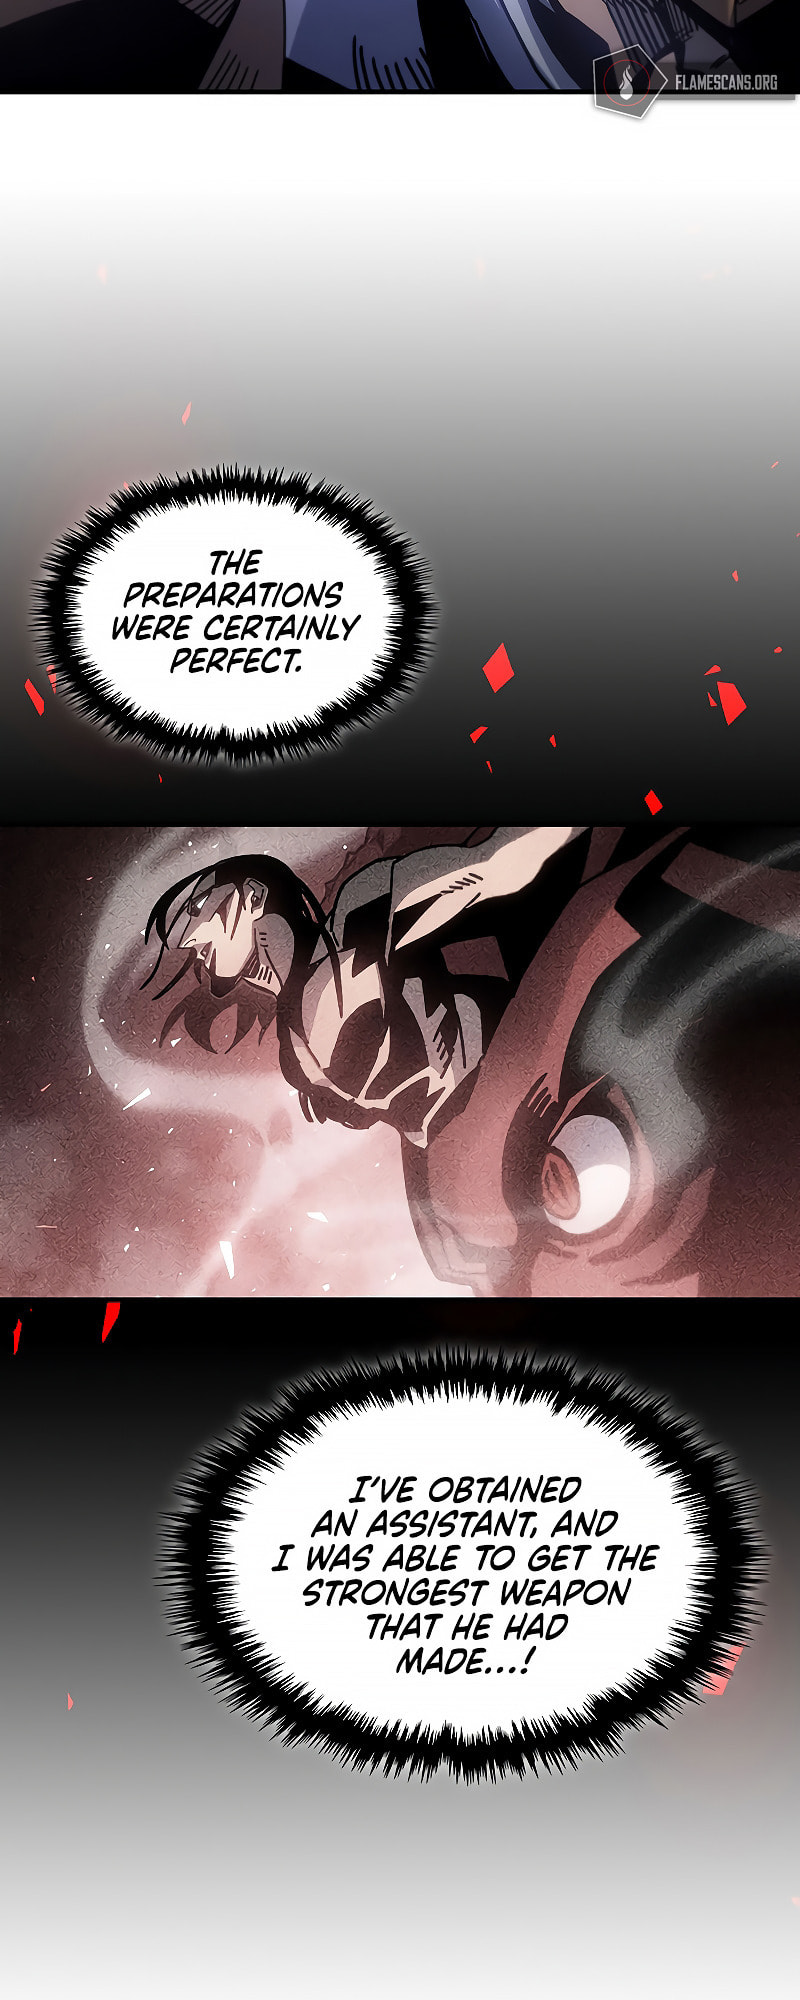 FLAMESCANS.ORG
THE
PREPARATIONS
WERE CERTAINLY
PERFECT.
I'VE OBTAINED
AN ASSISTANT, AND
I WAS ABLE TO GET THE
STRONGEST WEAPON
THAT HE HAD
MADE...!